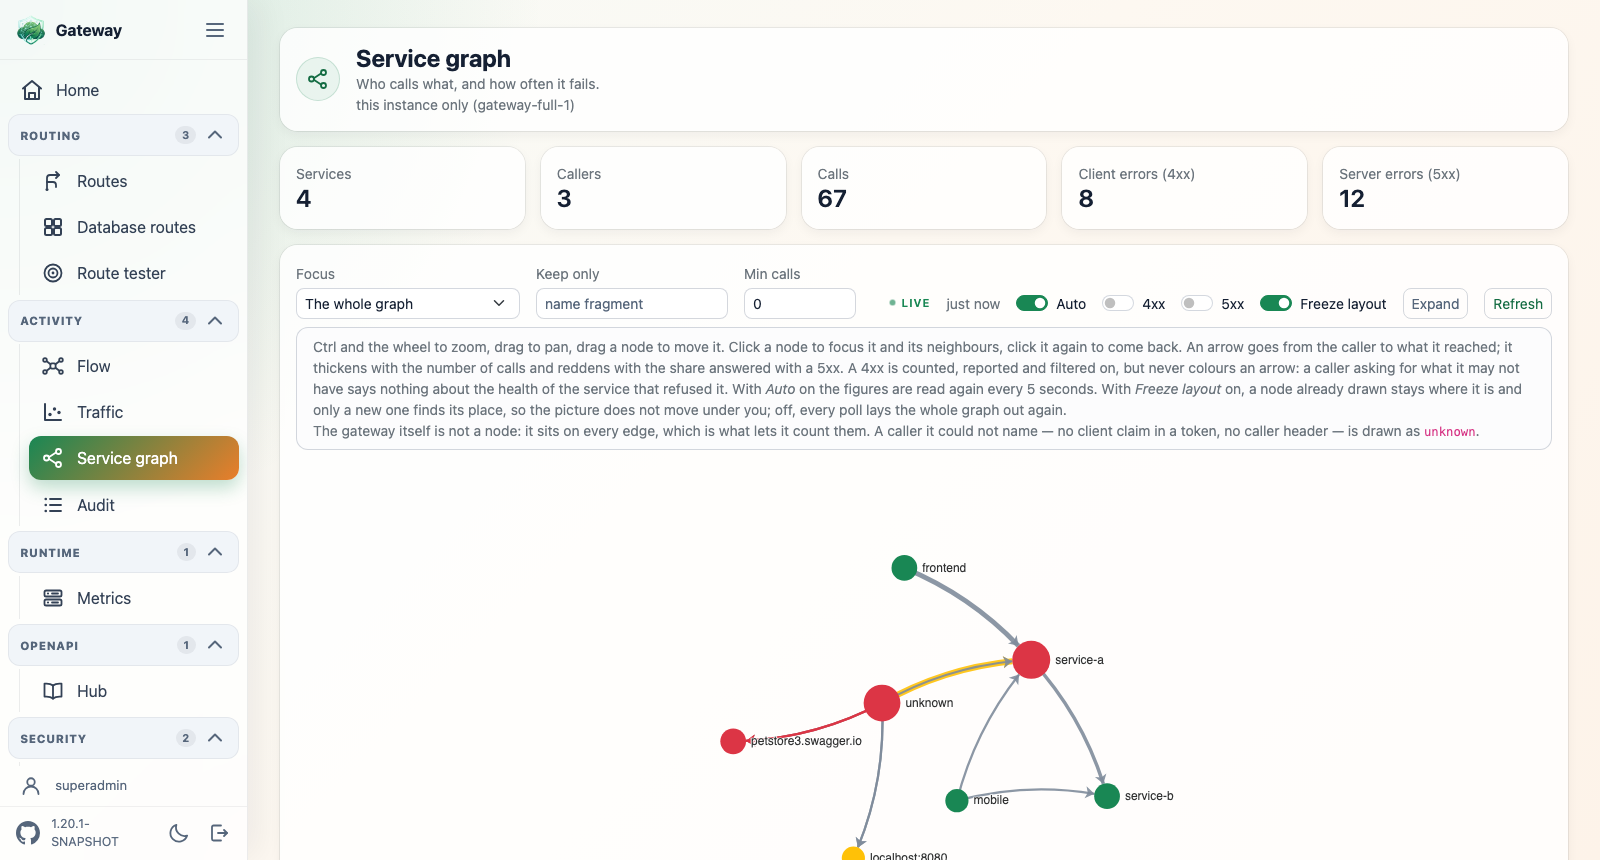 Gateway
Home
ROUTING 3
Routes
Database routes
Route tester
ACTIVITY 4
Flow
Traffic
Service graph
Audit
RUNTIME 1
Metrics
OPENAPI 1
Hub
SECURITY 2
superadmin
1.20.1-
SNAPSHOT
Service graph
Who calls what, and how often it fails.
this instance only (gateway-full-1)
Services
4
Callers
3
Calls
67
Client errors (4xx)
8
Server errors (5xx)
12
Focus
The whole graph
Keep only
name fragment
Min calls
0
LIVE just now Auto 4xx 5xx Freeze layout Expand Refresh
Ctrl and the wheel to zoom, drag to pan, drag a node to move it. Click a node to focus it and its neighbours, click it again to come back. An arrow goes from the caller to what it reached; it
thickens with the number of calls and reddens with the share answered with a 5xx. A 4xx is counted, reported and filtered on, but never colours an arrow: a caller asking for what it may not
have says nothing about the health of the service that refused it. With Auto on the figures are read again every 5 seconds. With Freeze layout on, a node already drawn stays where it is and
only a new one finds its place, so the picture does not move under you; off, every poll lays the whole graph out again.
The gateway itself is not a node: it sits on every edge, which is what lets it count them. A caller it could not name — no client claim in a token, no caller header — is drawn as unknown.
frontend
service-a
unknown
petstore3.swagger.io
mobile
service-b
localhost:8080